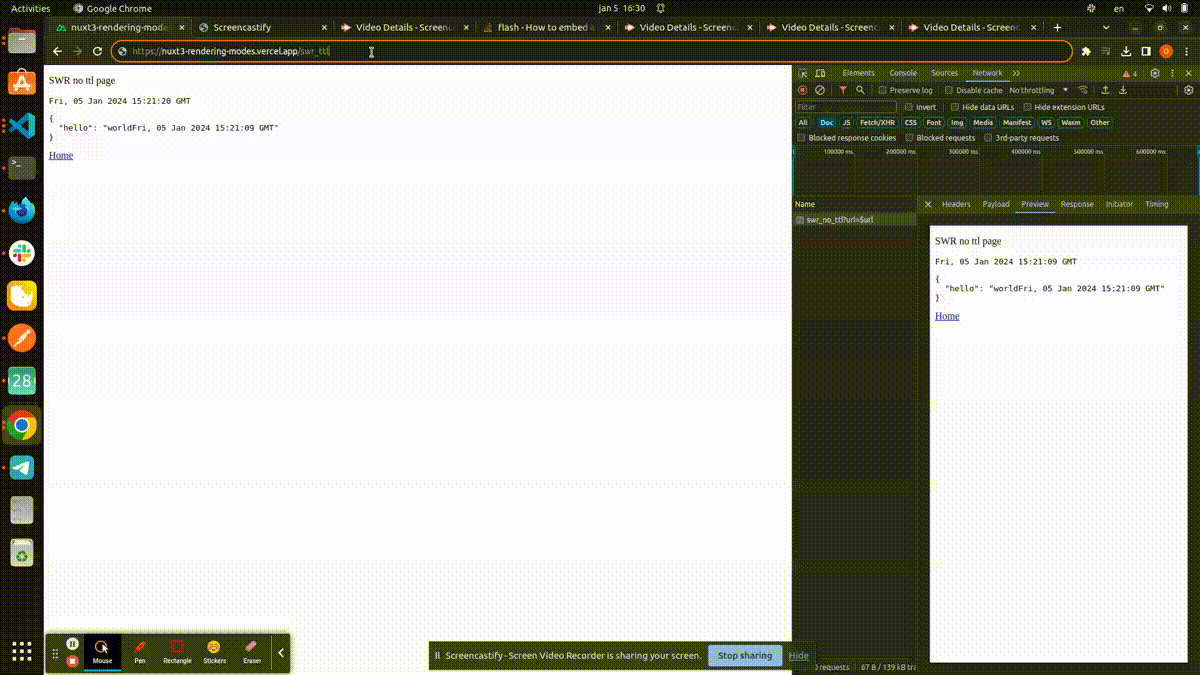 Activities Google Chrome Jan 5 16:30 en
nuxt3-rendering-mode Screencastify Video Details - Screen flash - How to embed a Video Details - Screenc Video Details - Screenc Video Details - Screenc
https://nuxt3-rendering-modes.vercel.app/swr_ttl O
SWR no ttl page
Fri, 05 Jan 2024 15:21:20 GMT
{
"hello": "worldFri, 05 Jan 2024 15:21:09 GMT"
}
Home
Elements Console Sources Network 4
Preserve log Disable cache No throttling
Filter Invert Hide data URLs Hide extension URLs
All Doc JS Fetch/XHR CSS Font Img Media Manifest WS Wasm Other
Blocked response cookies Blocked requests 3rd-party requests
100000 ms 200000 ms 300000 ms 400000 ms 500000 ms 600000 ms
Name Headers Payload Preview Response Initiator Timing
swr_no_ttl?url=$url
SWR no ttl page
Fri, 05 Jan 2024 15:21:09 GMT
{
"hello": "worldFri, 05 Jan 2024 15:21:09 GMT"
}
Home
28
Mouse Pen Rectangle Stickers Eraser
Screencastify - Screen Video Recorder is sharing your screen. Stop sharing Hide
requests 67 B / 139 kB tra